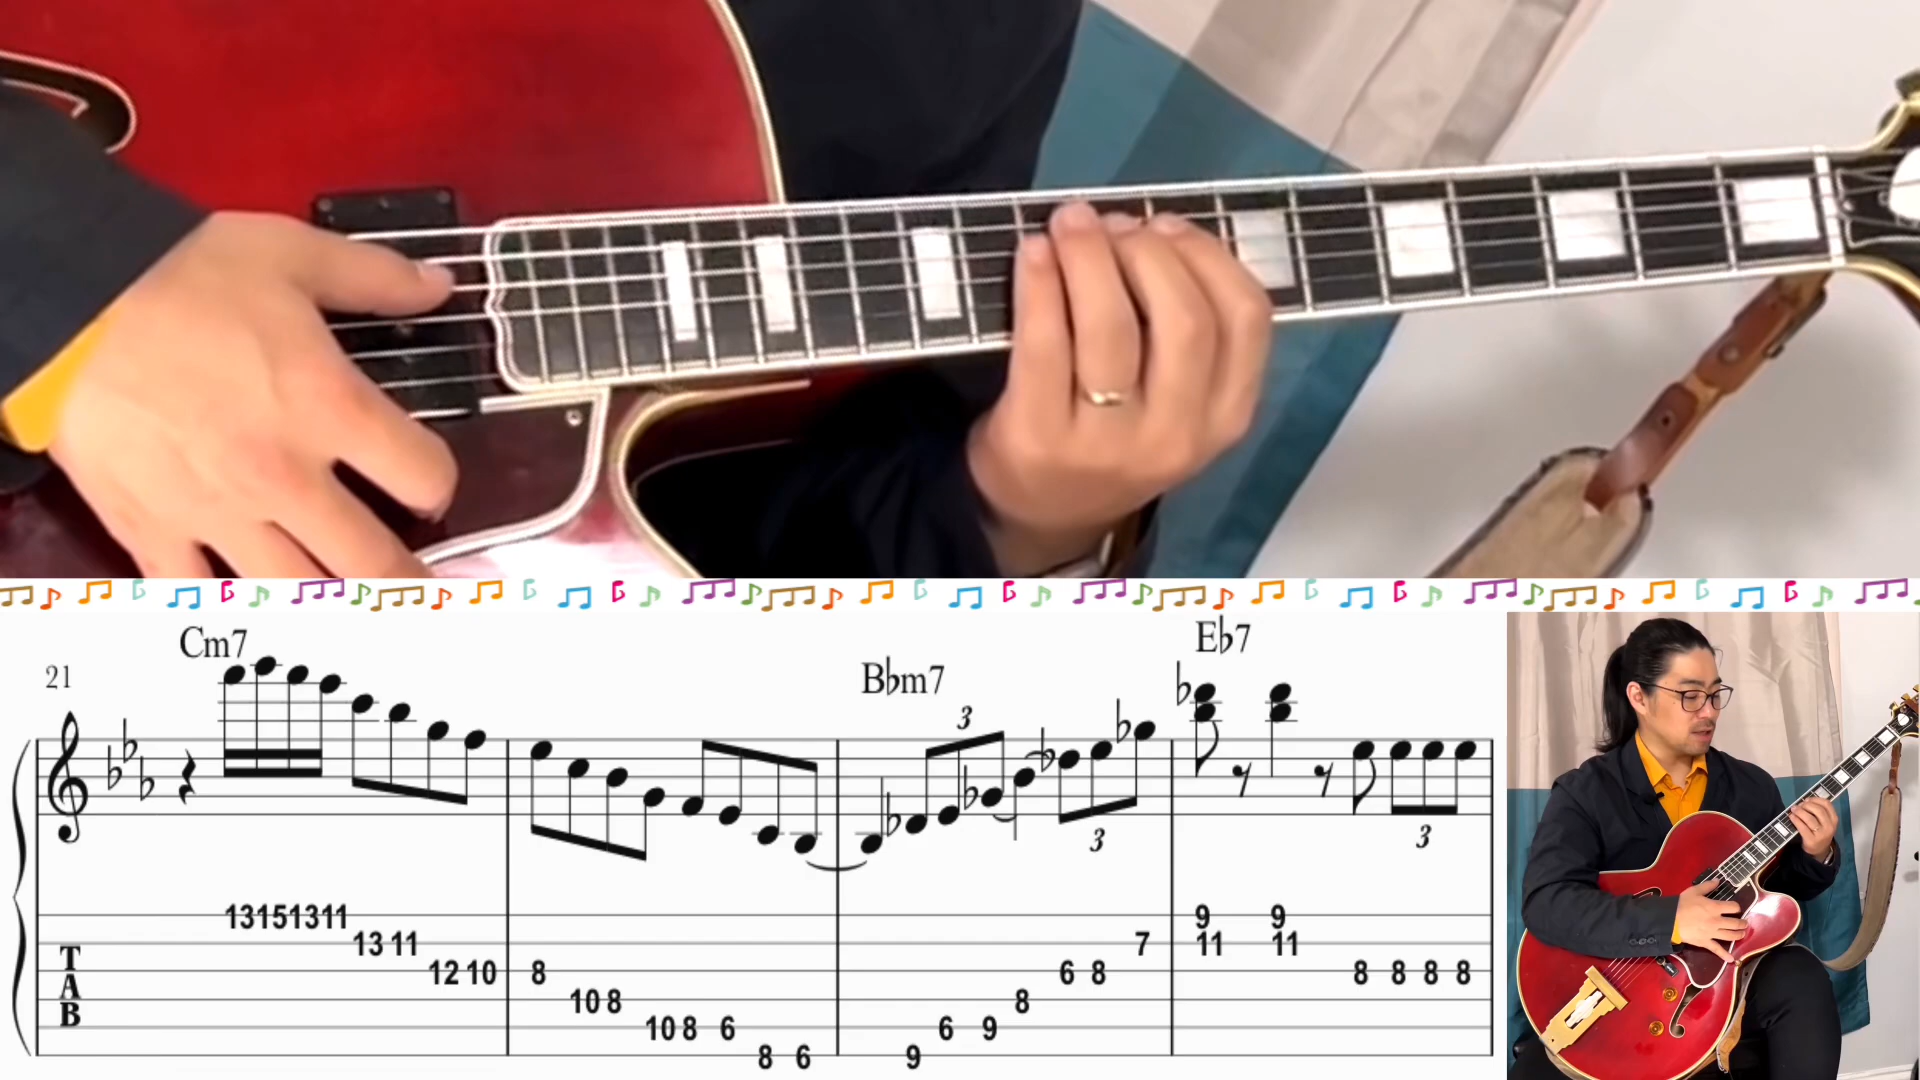 Cm7 B♭m7 E♭7
21
3
3 3
13 15 13 11 9 9
13 11 7 11 11
T 12 10 8 6 8 8 8 8 8
A 10 8 8
B 10 8 6 6 9
8 6 9